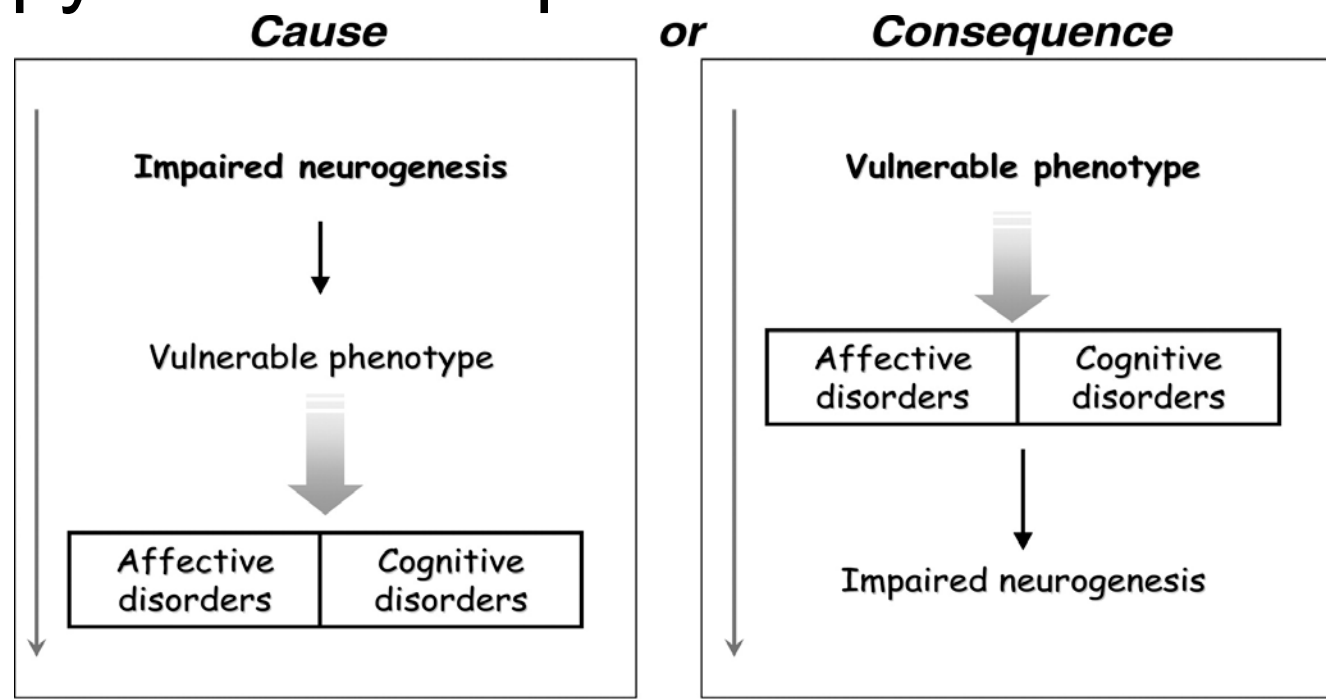 Cause or Consequence
Impaired neurogenesis
Vulnerable phenotype
Affective
disorders
Cognitive
disorders
Vulnerable phenotype
Affective
disorders
Cognitive
disorders
Impaired neurogenesis